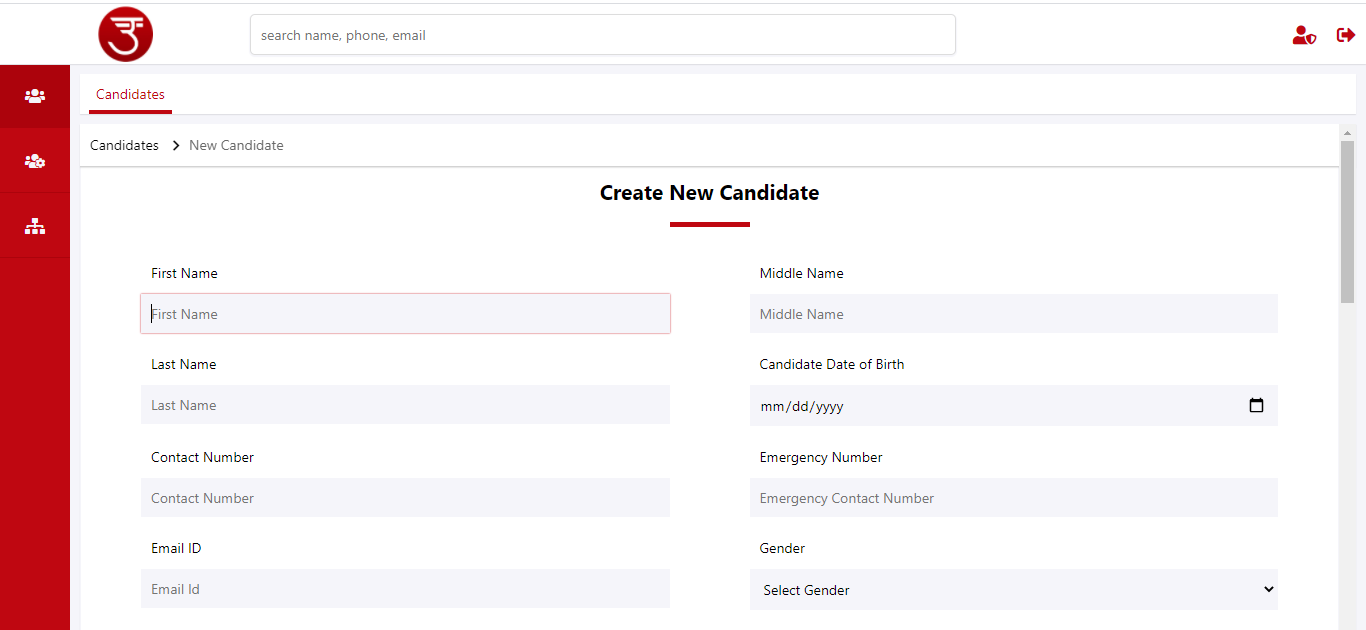 search name, phone, email
Candidates
Candidates > New Candidate
Create New Candidate
First Name Middle Name
First Name Middle Name
Last Name Candidate Date of Birth
Last Name mm/dd/yyyy
Contact Number Emergency Number
Contact Number Emergency Contact Number
Email ID Gender
Email Id Select Gender